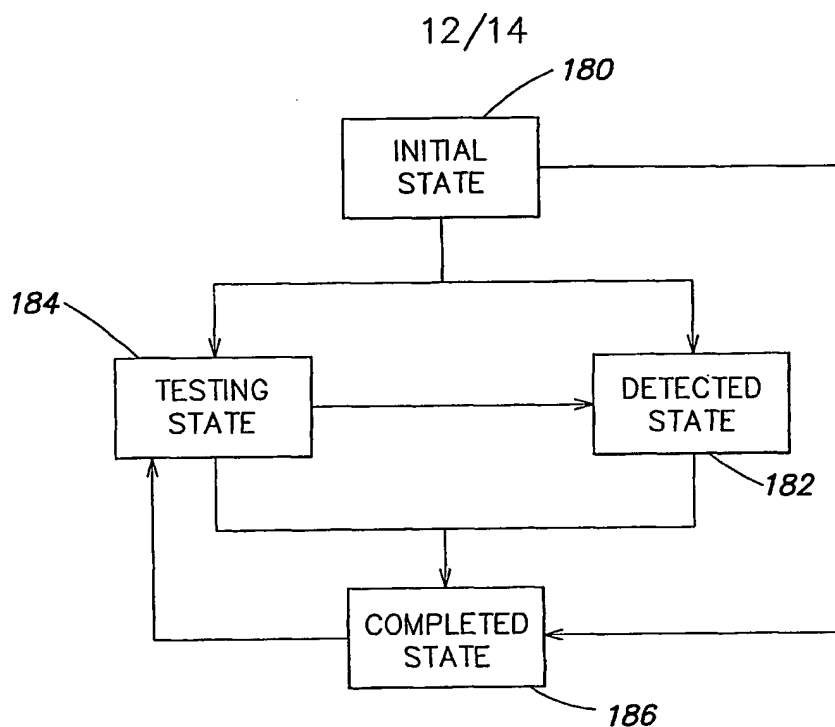 12/14
180
INITIAL
STATE
184
TESTING
STATE
DETECTED
STATE
182
COMPLETED
STATE
186